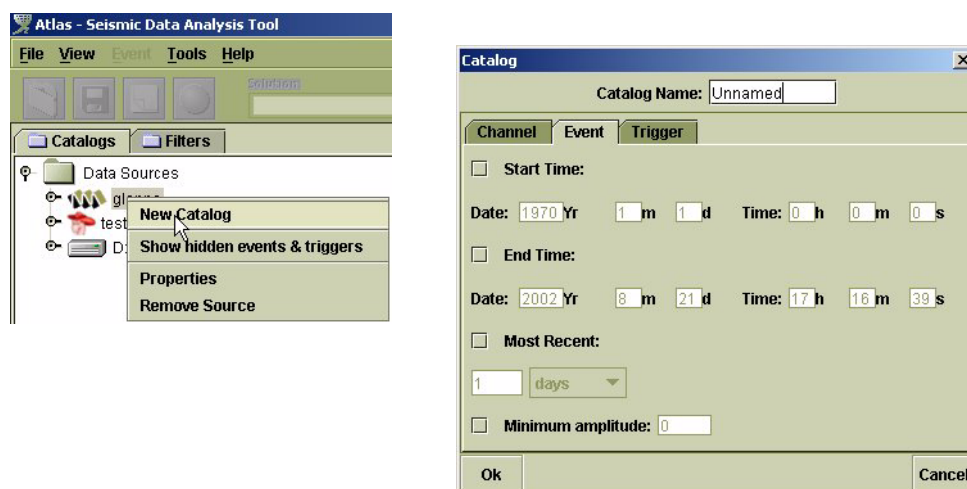 Atlas - Seismic Data Analysis Tool
File View Event Tools Help
Solution:
Catalogs Filters
Data Sources
New Catalog
test
Show hidden events & triggers
Properties
Remove Source
Catalog
Catalog Name: Unnamed
Channel Event Trigger
Start Time:
Date: 1970 Yr 1 m 1 d Time: 0 h 0 m 0 s
End Time:
Date: 2002 Yr 8 m 21 d Time: 17 h 16 m 39 s
Most Recent:
1 days
Minimum amplitude: 0
Ok Cancel